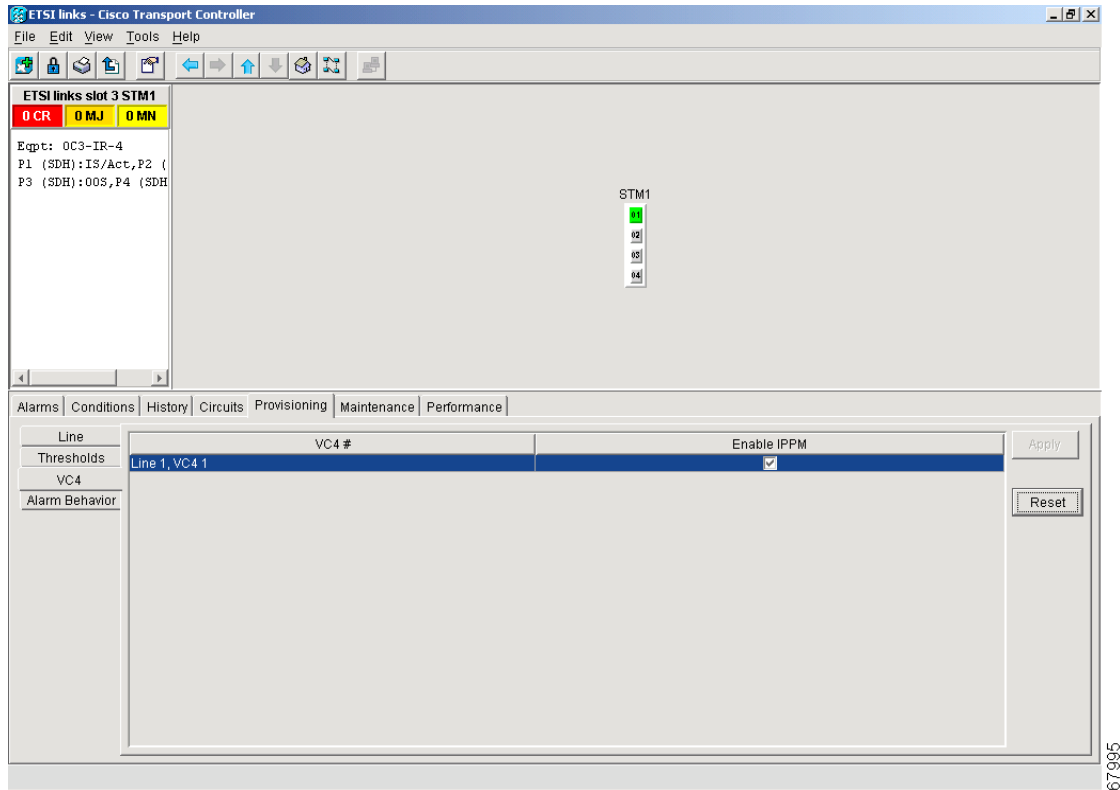 ETSI links - Cisco Transport Controller
File Edit View Tools Help
ETSI links slot 3 STM1
0 CR 0 MJ 0 MN
Eqpt: OC3-IR-4
P1 (SDH):IS/Act,P2 (
P3 (SDH):OOS,P4 (SDH
STM1
01
02
03
04
Alarms Conditions History Circuits Provisioning Maintenance Performance
Line
Thresholds
VC4
Alarm Behavior
VC4 # Enable IPPM
Line 1, VC4 1
Apply
Reset
67995